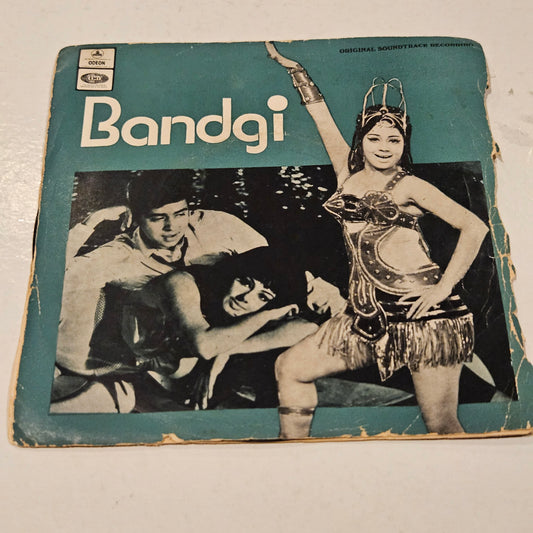 ODEON
ORIGINAL SOUNDTRACK RECORDING
Bandgi